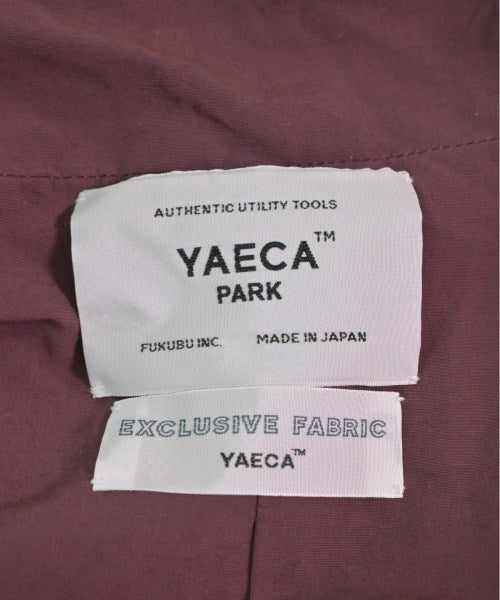 AUTHENTIC UTILITY TOOLS
YAECA™
PARK
FUKUBU INC. MADE IN JAPAN
EXCLUSIVE FABRIC
YAECA™